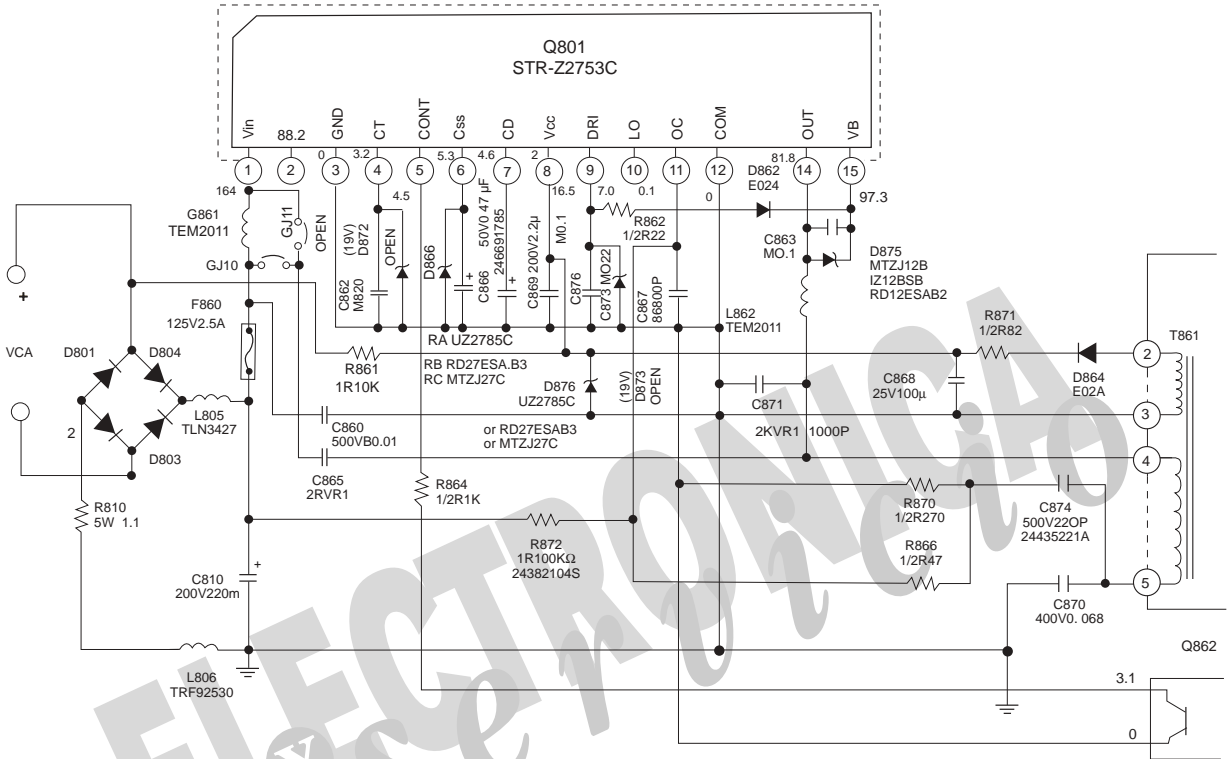 Q801
STR-Z2753C
Vin
88.2
GND
CT
CONT
Css
CD
Vcc
DRI
LO
OC
COM
OUT
VB
0
3.2
5.3
4.6
2
81.8
1
2
3
4
5
6
7
8
9
10
11
12
14
15
164
4.5
16.5
7.0
0.1
0
97.3
D862
E024
G861
TEM2011
GJ11
OPEN
GJ10
(19V)
D872
OPEN
C862
M820
D866
C866
50V0 47 µF
246691785
C869 200V2.2µ
M0.1
C876
C873 MO22
R862
1/2R22
C867
86800P
C863
MO.1
D875
MTZJ12B
IZ12BSB
RD12ESAB2
L862
TEM2011
+
VCA
F860
125V2.5A
D801
D804
D803
2
L805
TLN3427
R861
1R10K
RA UZ2785C
RB RD27ESA.B3
RC MTZJ27C
D876
UZ2785C
or RD27ESAB3
or MTZJ27C
(19V)
D873
OPEN
C871
2KVR1 1000P
R871
1/2R82
C868
25V100µ
D864
E02A
T861
2
3
4
5
C860
500VB0.01
C865
2RVR1
R864
1/2R1K
R810
5W 1.1
R872
1R100KΩ
24382104S
R870
1/2R270
R866
1/2R47
C874
500V22OP
24435221A
C870
400V0. 068
C810
200V220m
+
L806
TRF92530
Q862
3.1
0
ELECTRONICA
y servicio